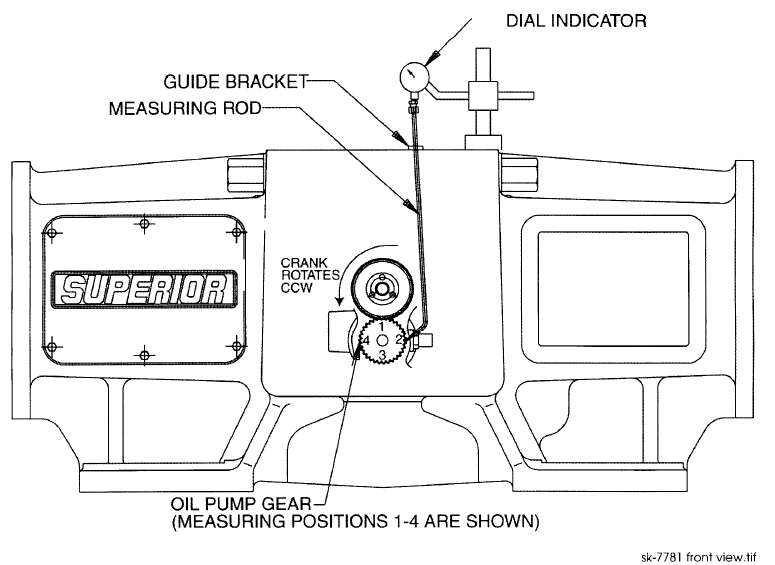 DIAL INDICATOR
GUIDE BRACKET
MEASURING ROD
CRANK
ROTATES
CCW
SUPERIOR
1
4 2
3
OIL PUMP GEAR
(MEASURING POSITIONS 1-4 ARE SHOWN)
sk-7781 front view.tif